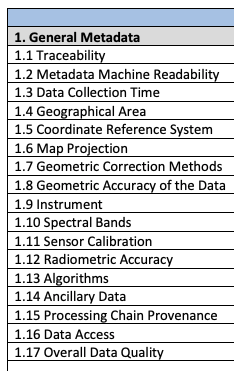 1. General Metadata
1.1 Traceability
1.2 Metadata Machine Readability
1.3 Data Collection Time
1.4 Geographical Area
1.5 Coordinate Reference System
1.6 Map Projection
1.7 Geometric Correction Methods
1.8 Geometric Accuracy of the Data
1.9 Instrument
1.10 Spectral Bands
1.11 Sensor Calibration
1.12 Radiometric Accuracy
1.13 Algorithms
1.14 Ancillary Data
1.15 Processing Chain Provenance
1.16 Data Access
1.17 Overall Data Quality